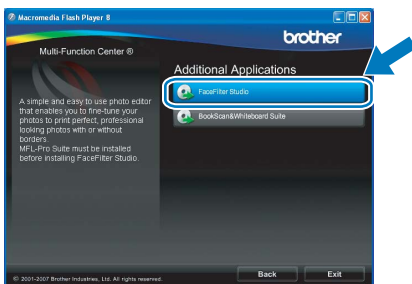 Macromedia Flash Player 8
brother
Multi-Function Center ®
Additional Applications
FaceFilter Studio
BookScan&Whiteboard Suite
A simple and easy to use photo editor
that enables you to fine-tune your
photos to print perfect, professional
looking photos with or without
borders.
MFL-Pro Suite must be installed
before installing FaceFilter Studio.
© 2001-2007 Brother Industries, Ltd. All rights reserved.
Back
Exit